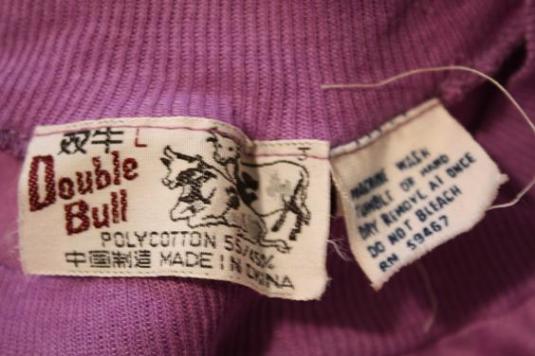 双牛 L
Double
Bull
POLYCOTTON 55/45%
中国制造 MADE IN CHINA
MACHINE WASH
TUMBLE OR HAND
DRY REMOVE AT ONCE
DO NOT BLEACH
RN 59467